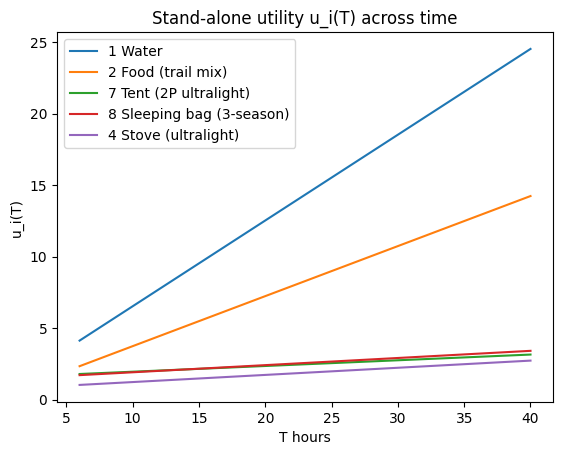 Stand-alone utility u_i(T) across time
25
20
15
10
5
0
u_i(T)
1 Water
2 Food (trail mix)
7 Tent (2P ultralight)
8 Sleeping bag (3-season)
4 Stove (ultralight)
5 10 15 20 25 30 35 40
T hours